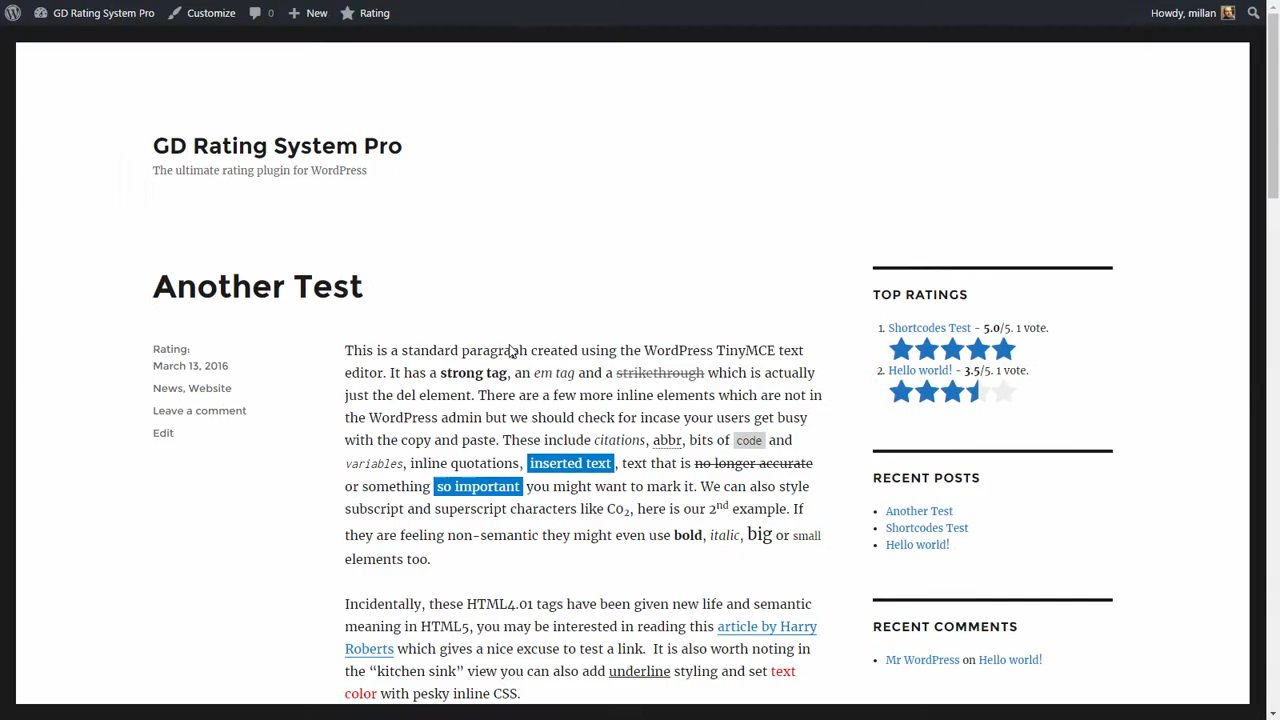 GD Rating System Pro Customize 0 New Rating Howdy, millan
GD Rating System Pro
The ultimate rating plugin for WordPress
Another Test
Rating:
March 13, 2016
News, Website
Leave a comment
Edit
This is a standard paragraph created using the WordPress TinyMCE text
editor. It has a strong tag, an em tag and a strikethrough which is actually
just the del element. There are a few more inline elements which are not in
the WordPress admin but we should check for incase your users get busy
with the copy and paste. These include citations, abbr, bits of code and
variables, inline quotations, inserted text, text that is no longer accurate
or something so important you might want to mark it. We can also style
subscript and superscript characters like C0₂, here is our 2nd example. If
they are feeling non-semantic they might even use bold, italic, big or small
elements too.
Incidentally, these HTML4.01 tags have been given new life and semantic
meaning in HTML5, you may be interested in reading this article by Harry
Roberts which gives a nice excuse to test a link. It is also worth noting in
the “kitchen sink” view you can also add underline styling and set text
color with pesky inline CSS.
TOP RATINGS
1. Shortcodes Test - 5.0/5. 1 vote.
2. Hello world! - 3.5/5. 1 vote.
RECENT POSTS
Another Test
Shortcodes Test
Hello world!
RECENT COMMENTS
Mr WordPress on Hello world!